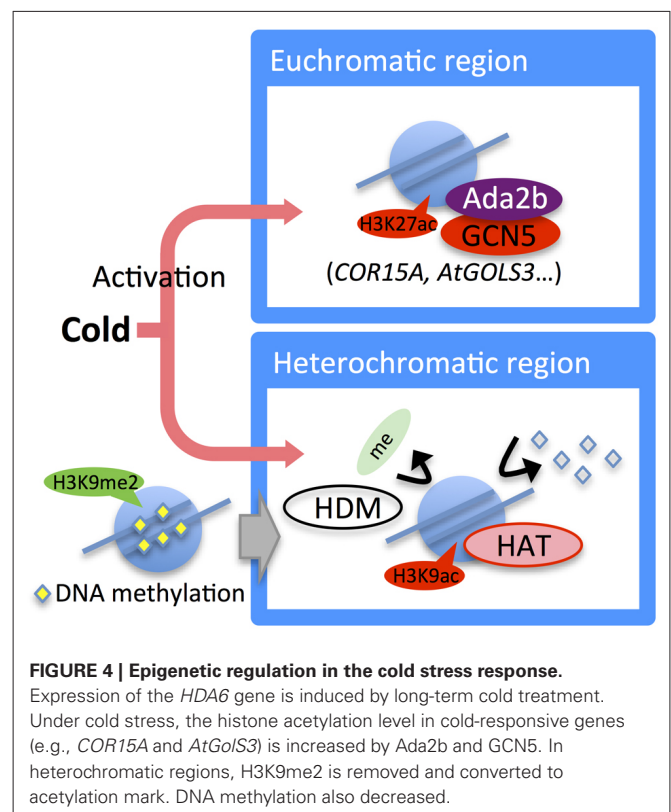 Euchromatic region
Ada2b
H3K27ac
GCN5
(COR15A, AtGOLS3...)
Activation
Cold
Heterochromatic region
me
H3K9me2
HDM
HAT
H3K9ac
DNA methylation
FIGURE 4 | Epigenetic regulation in the cold stress response.
Expression of the HDA6 gene is induced by long-term cold treatment.
Under cold stress, the histone acetylation level in cold-responsive genes
(e.g., COR15A and AtGolS3) is increased by Ada2b and GCN5. In
heterochromatic regions, H3K9me2 is removed and converted to
acetylation mark. DNA methylation also decreased.